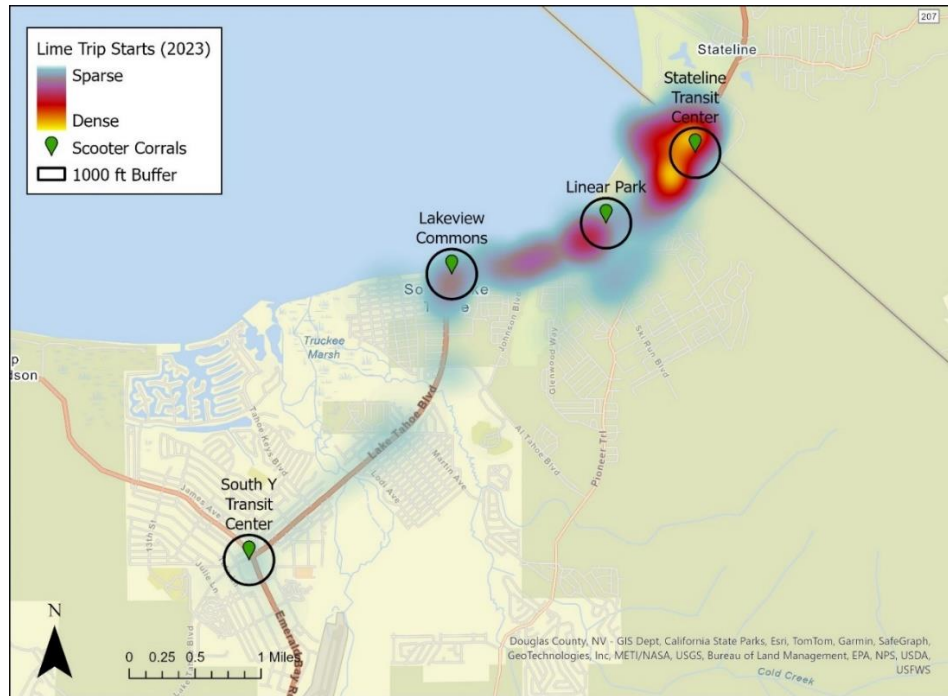 Lime Trip Starts (2023)
Sparse
Dense
Scooter Corrals
1000 ft Buffer
207
Stateline
Stateline
Transit
Center
Linear Park
Lakeview
Commons
Johnson Blvd
Glenwood Way
Ski Run Blvd
Truckee
Marsh
Tahoe Keys Blvd
Lake Tahoe Blvd
Al Tahoe Blvd
Pioneer Trl
Martin Ave
Lodi Ave
James Ave
13th St
Julie Ln
South Y
Transit
Center
Lake Tahoe Blvd
N
0 0.25 0.5 1 Miles
Douglas County, NV - GIS Dept, California State Parks, Esri, TomTom, Garmin, SafeGraph,
GeoTechnologies, Inc, METI/NASA, USGS, Bureau of Land Management, EPA, NPS, USDA,
USFWS
Cold Creek